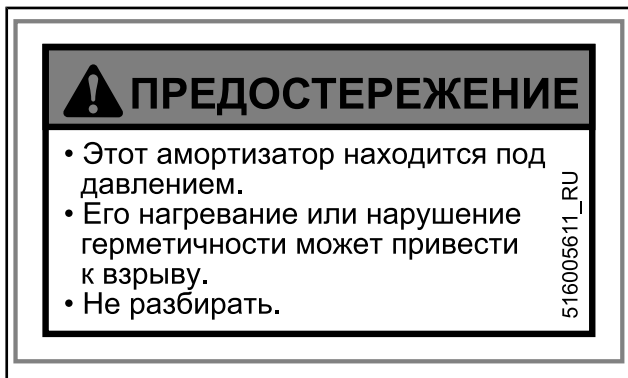 ПРЕДОСТЕРЕЖЕНИЕ
• Этот амортизатор находится под
давлением.
• Его нагревание или нарушение
герметичности может привести
к взрыву.
• Не разбирать.
516005611_RU